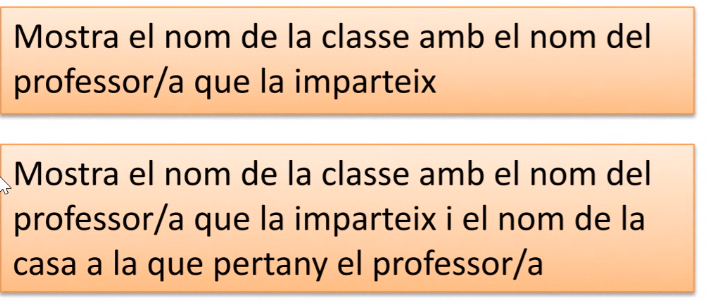 Mostra el nom de la classe amb el nom del
professor/a que la imparteix
Mostra el nom de la classe amb el nom del
professor/a que la imparteix i el nom de la
casa a la que pertany el professor/a